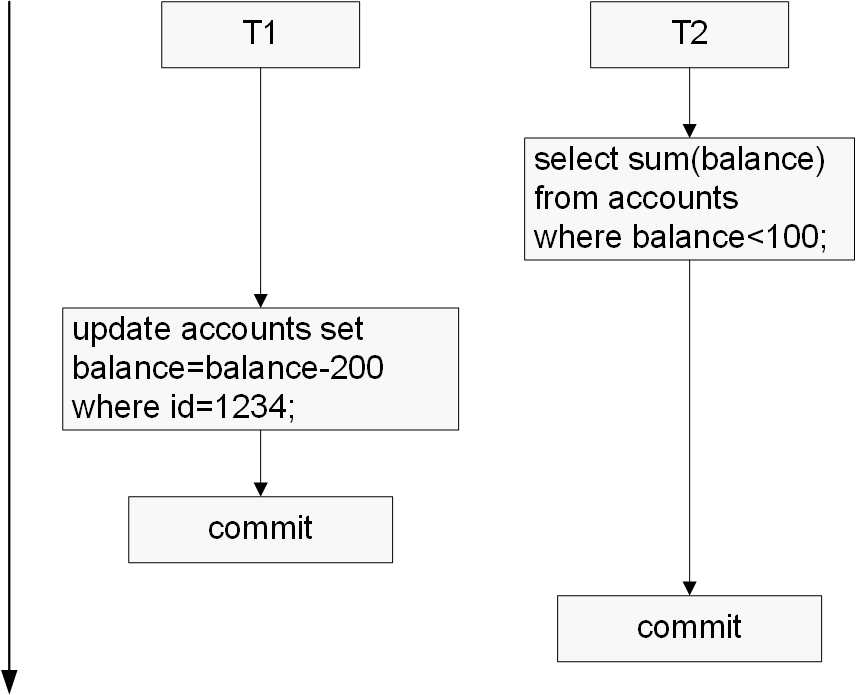 T1
T2
select sum(balance)
from accounts
where balance<100;
update accounts set
balance=balance-200
where id=1234;
commit
commit